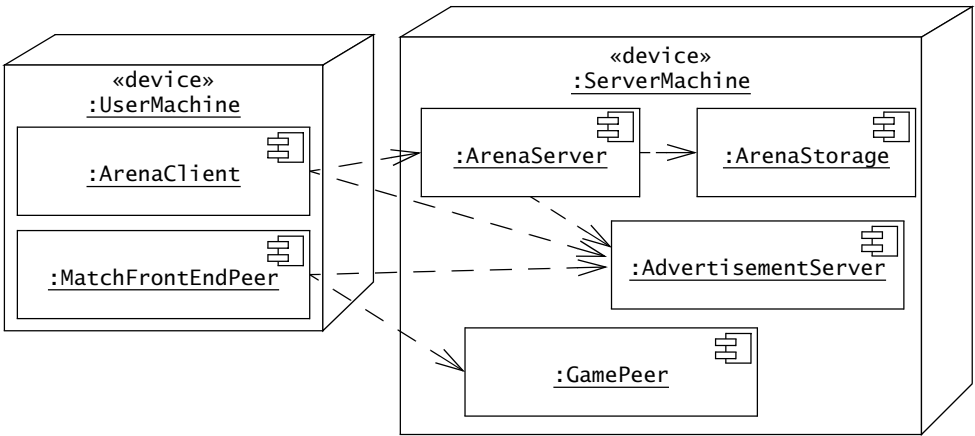 «device»
:UserMachine
:ArenaClient
:MatchFrontEndPeer
«device»
:ServerMachine
:ArenaServer
:ArenaStorage
:AdvertisementServer
:GamePeer